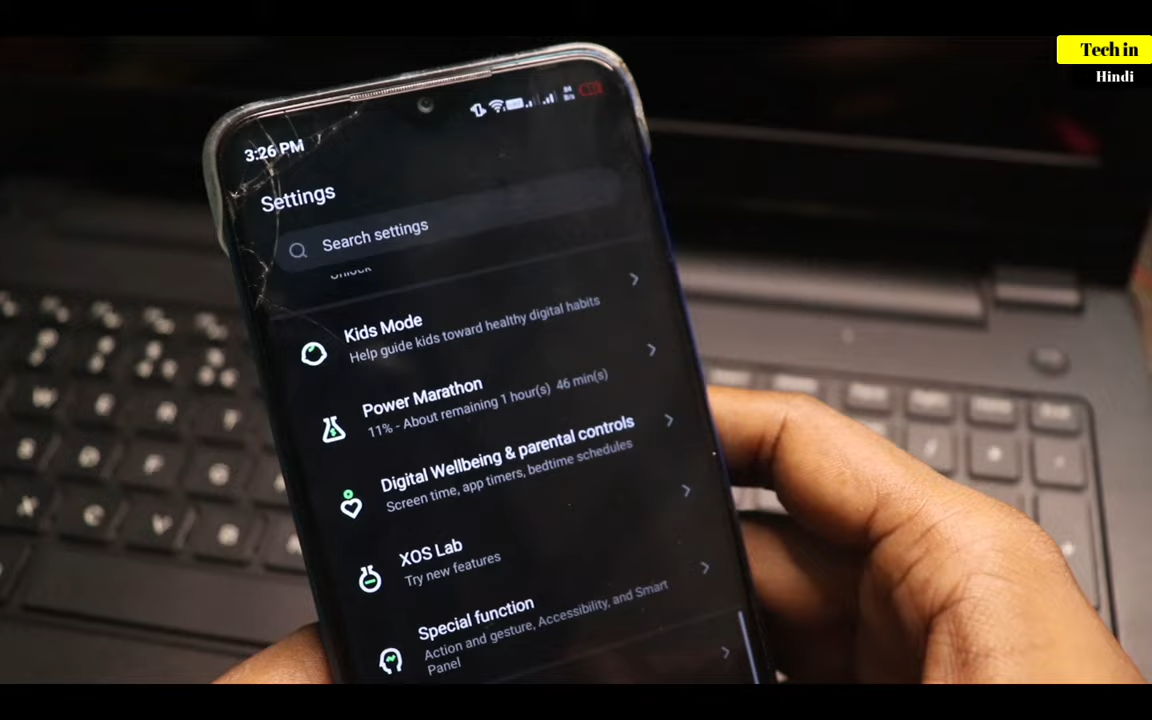 Tech in
Hindi
3:26 PM
Settings
Search settings
Unlock
Kids Mode
Help guide kids toward healthy digital habits
Power Marathon
11% - About remaining 1 hour(s) 46 min(s)
Digital Wellbeing & parental controls
Screen time, app timers, bedtime schedules
XOS Lab
Try new features
Special function
Action and gesture, Accessibility, and Smart
Panel